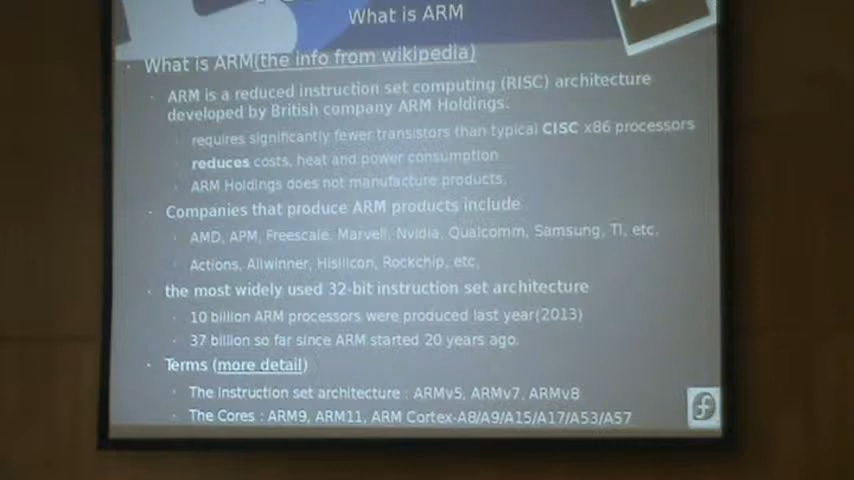 What is ARM
What is ARM(the info from wikipedia)
ARM is a reduced instruction set computing (RISC) architecture
developed by British company ARM Holdings.
requires significantly fewer transistors than typical CISC x86 processors
reduces costs, heat and power consumption
ARM Holdings does not manufacture products.
Companies that produce ARM products include
AMD, APM, Freescale, Marvell, Nvidia, Qualcomm, Samsung, TI, etc.
Actions, Allwinner, Hisilicon, Rockchip, etc.
the most widely used 32-bit instruction set architecture
10 billion ARM processors were produced last year(2013)
37 billion so far since ARM started 20 years ago.
Terms (more detail)
The Instruction set architecture : ARMv5, ARMv7, ARMv8
The Cores : ARM9, ARM11, ARM Cortex-A8/A9/A15/A17/A53/A57